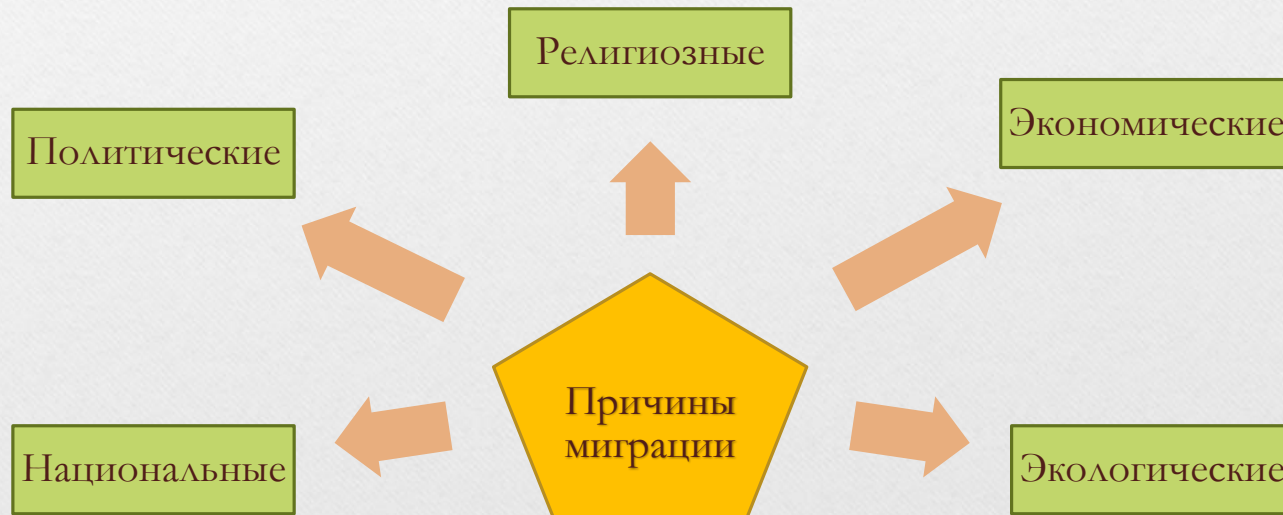 Религиозные
Экономические
Политические
Причины
миграции
Национальные
Экологические